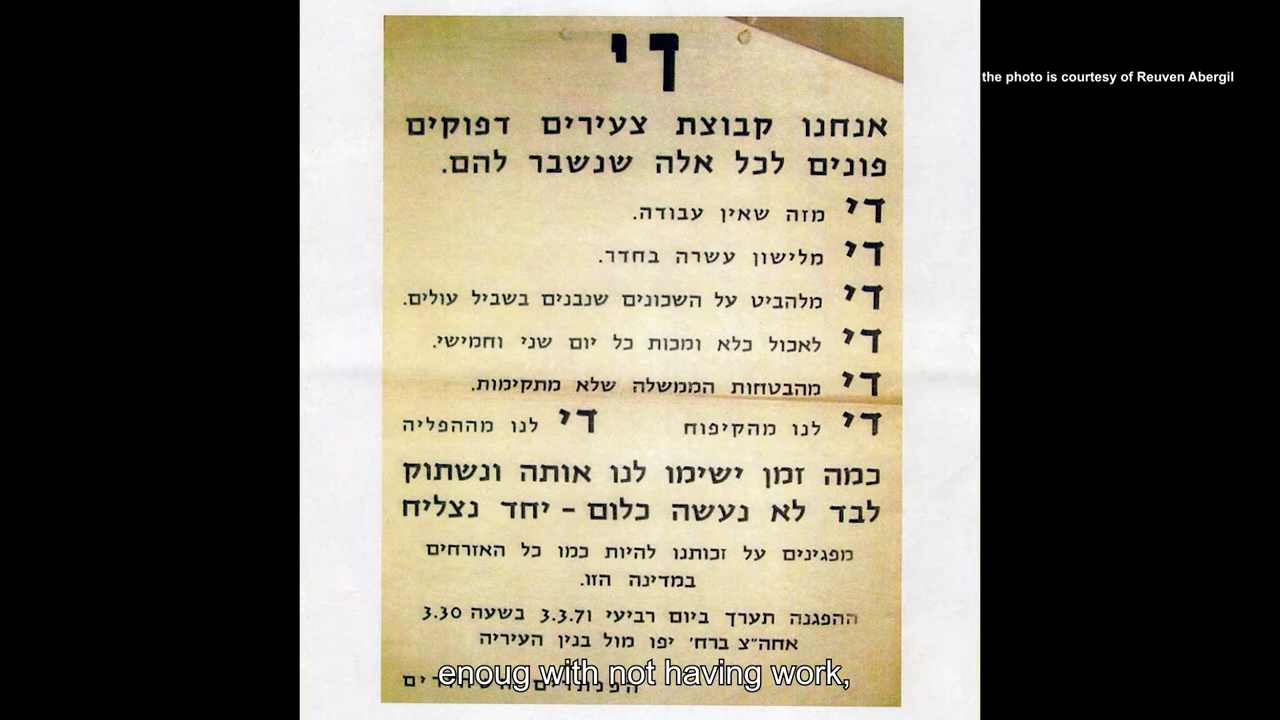 די
אנחנו קבוצת צעירים דפוקים
פונים לכל אלה שנשבר להם.
די מזה שאין עבודה.
די מלישון עשרה בחדר.
די מלהביט על השכונים שנבנים בשביל עולים.
די לאכול כלא ומכות כל יום שני וחמישי.
די מהבטחות הממשלה שלא מתקימות.
די לנו מהקיפוח די לנו מההפליה
כמה זמן ישימו לנו אותה ונשתוק
לבד לא נעשה כלום - יחד נצליח
מפגינים על זכותנו להיות כמו כל האזרחים
במדינה הזו.
ההפגנה תערך ביום רביעי 3.3.71 בשעה 3.30
אחה״צ ברח׳ יפו מול בנין העיריה
the photo is courtesy of Reuven Abergil
enoug with not having work,